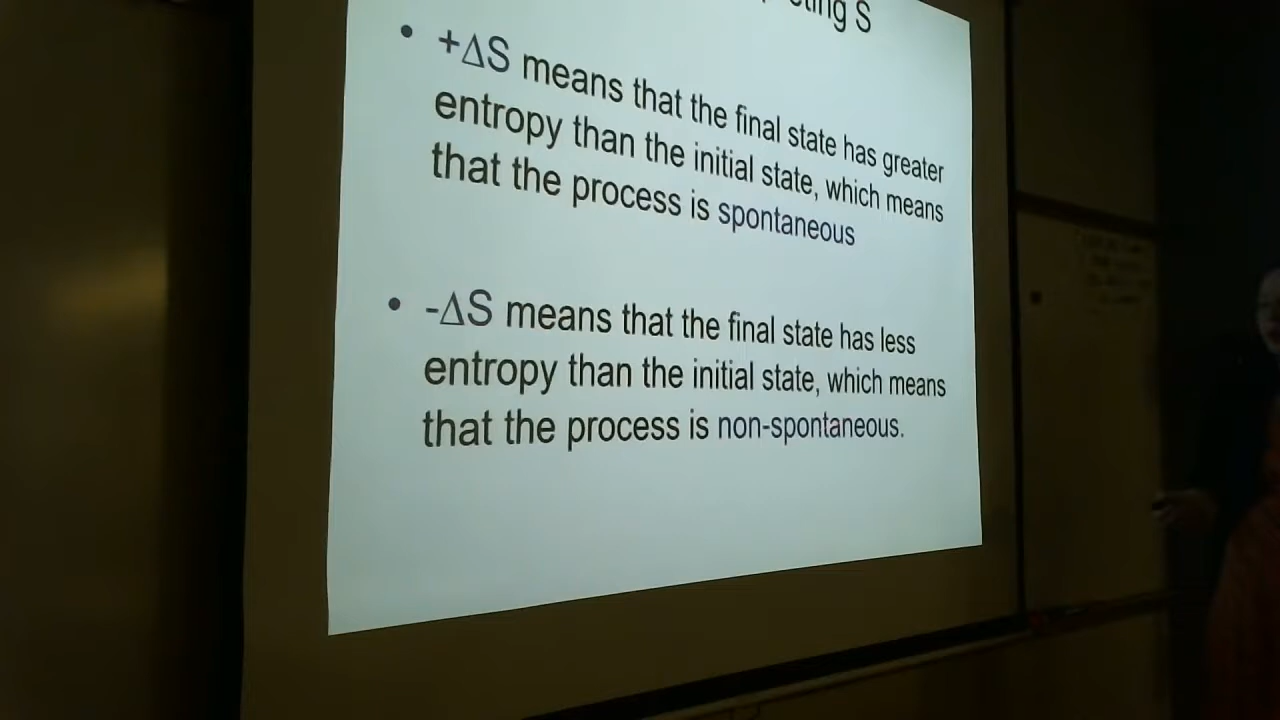 S
• +ΔS means that the final state has greater
entropy than the initial state, which means
that the process is spontaneous
• -ΔS means that the final state has less
entropy than the initial state, which means
that the process is non-spontaneous.